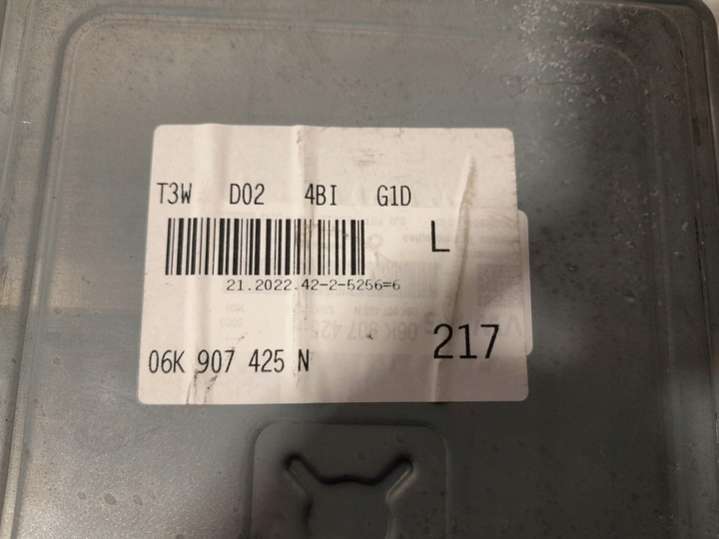 T3W D02 4BI G1D
L
21.2022.42-2-5256=6
06K 907 425 N
217